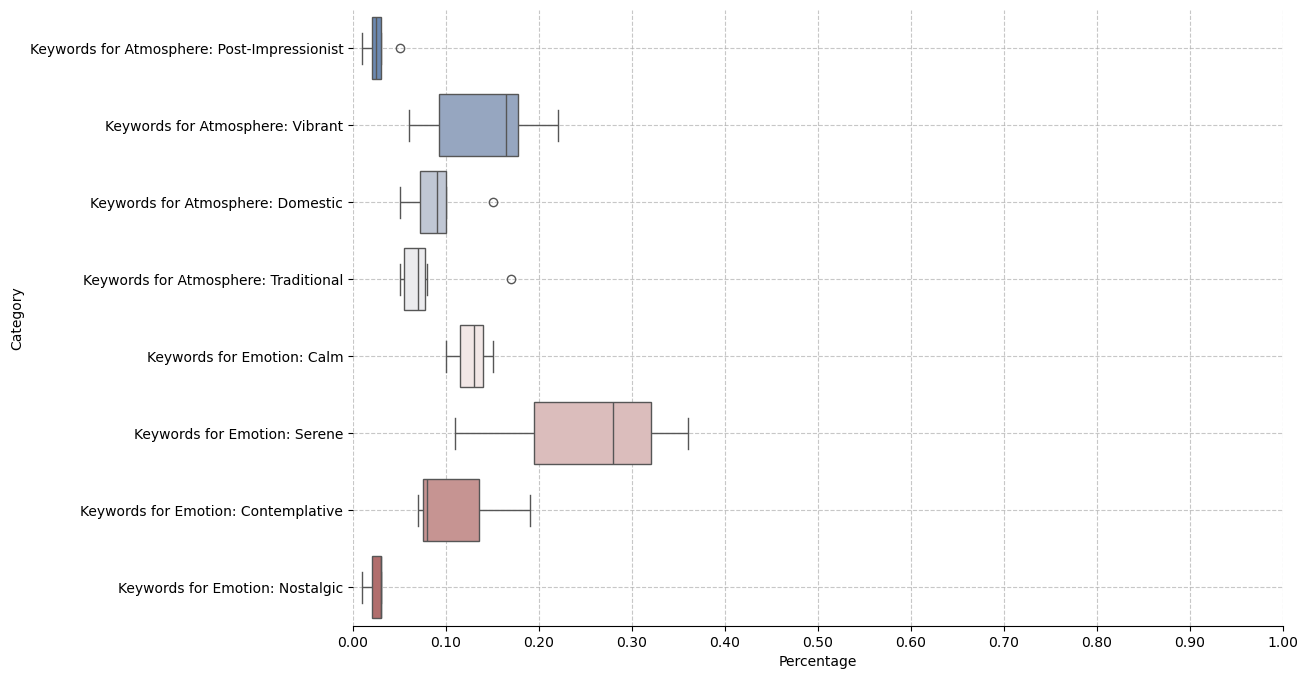 Keywords for Atmosphere: Post-Impressionist
Keywords for Atmosphere: Vibrant
Keywords for Atmosphere: Domestic
Keywords for Atmosphere: Traditional
Keywords for Emotion: Calm
Keywords for Emotion: Serene
Keywords for Emotion: Contemplative
Keywords for Emotion: Nostalgic
Category
0.00 0.10 0.20 0.30 0.40 0.50 0.60 0.70 0.80 0.90 1.00
Percentage